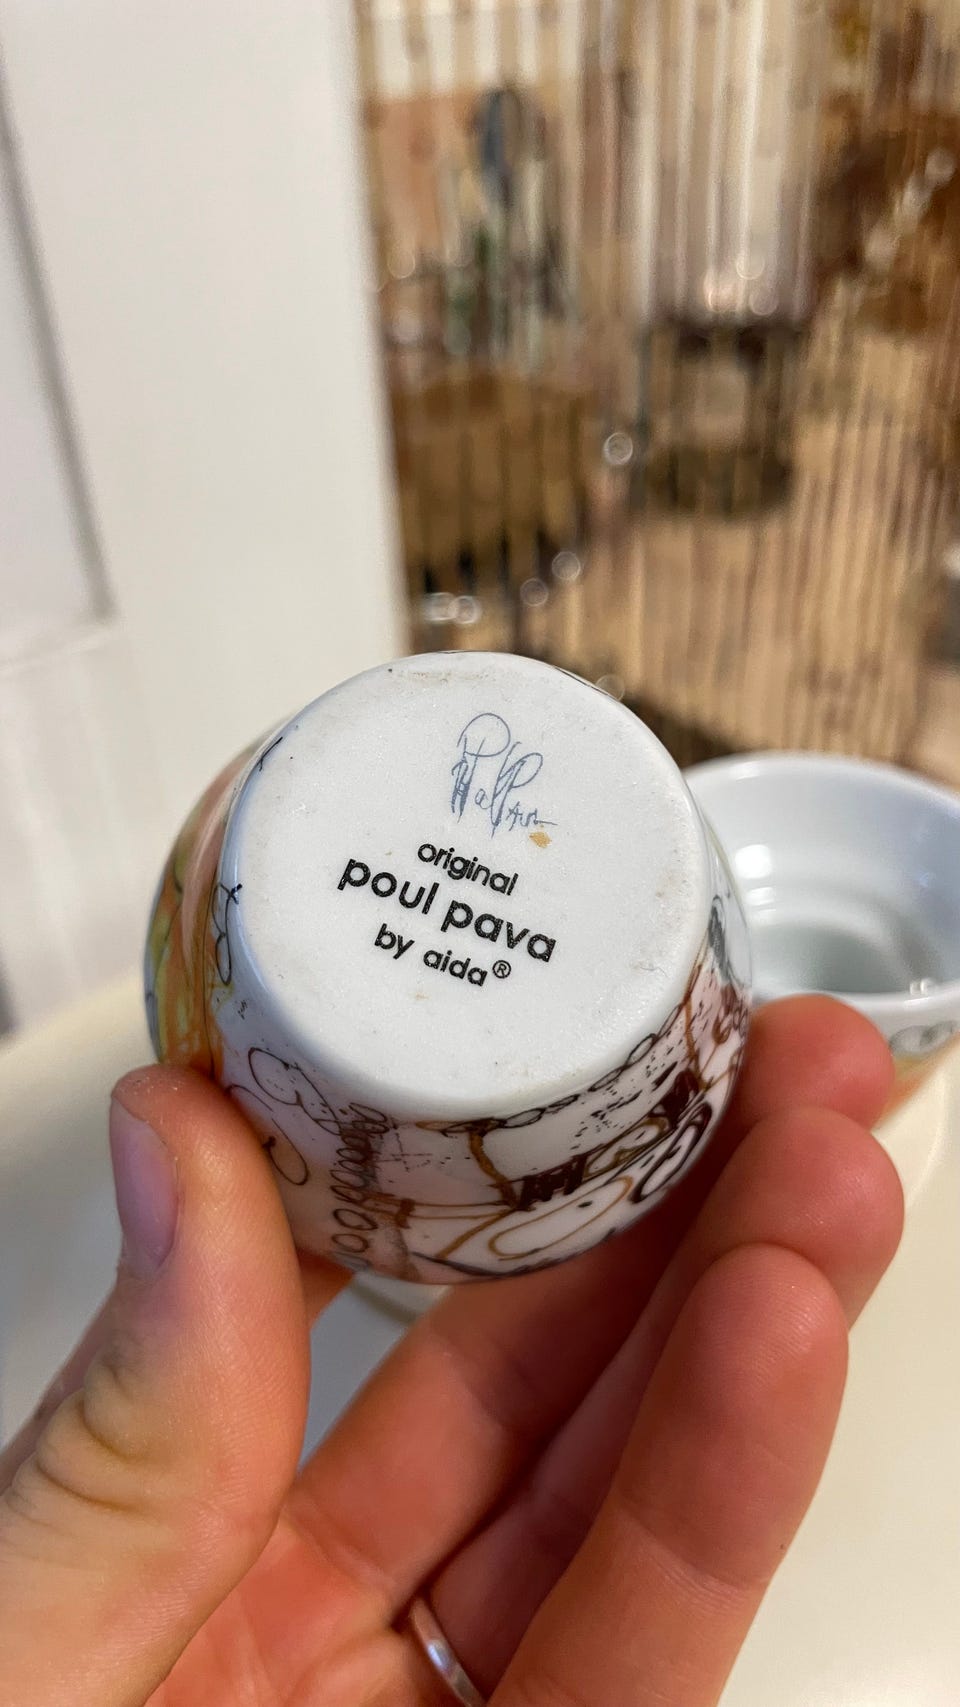 original
poul pava
by aida®